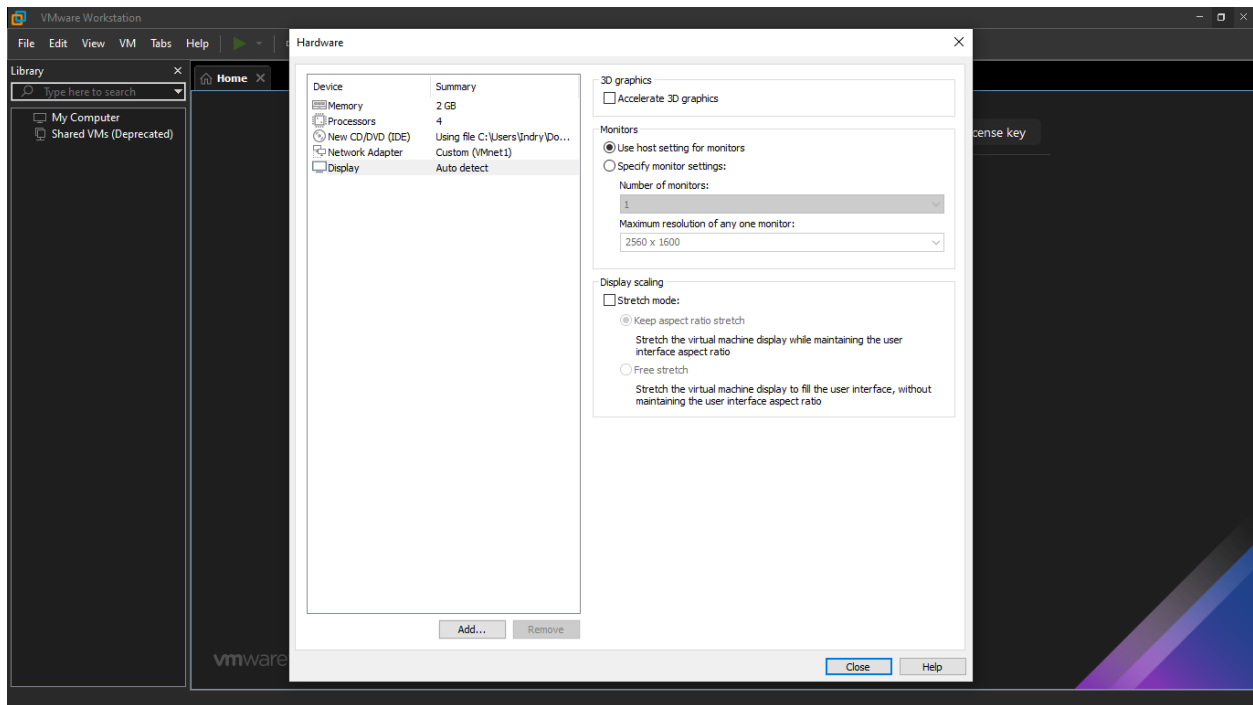 VMware Workstation
File Edit View VM Tabs Help
Library
Type here to search
My Computer
Shared VMs (Deprecated)
Home
cense key
vmware
Hardware
Device Summary
Memory 2 GB
Processors 4
New CD/DVD (IDE) Using file C:\Users\Indry\Do...
Network Adapter Custom (VMnet1)
Display Auto detect
Add... Remove
3D graphics
Accelerate 3D graphics
Monitors
Use host setting for monitors
Specify monitor settings:
Number of monitors:
1
Maximum resolution of any one monitor:
2560 x 1600
Display scaling
Stretch mode:
Keep aspect ratio stretch
Stretch the virtual machine display while maintaining the user
interface aspect ratio
Free stretch
Stretch the virtual machine display to fill the user interface, without
maintaining the user interface aspect ratio
Close Help